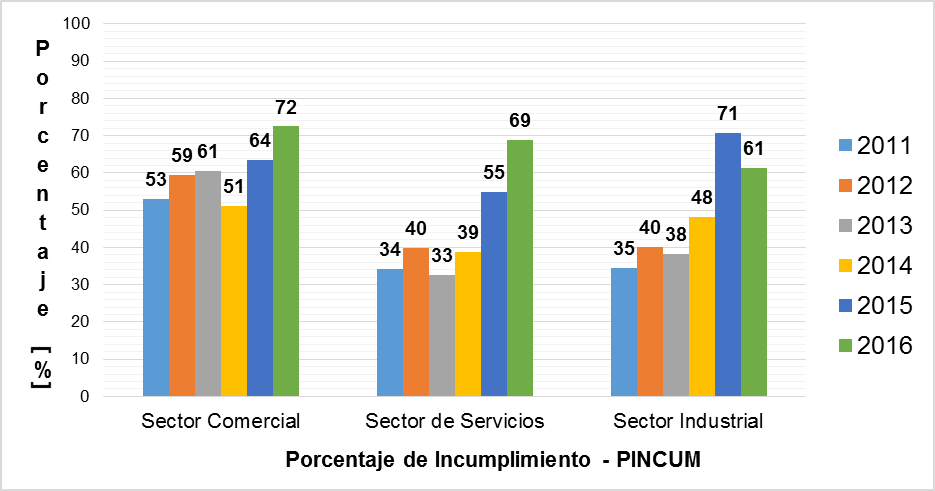 Porcentaje [%]
100
90
80
70
60
50
40
30
20
10
0
53 59 61 51 64 72
34 40 33 39 55 69
35 40 38 48 71 61
Sector Comercial Sector de Servicios Sector Industrial
Porcentaje de Incumplimiento - PINCUM
2011
2012
2013
2014
2015
2016